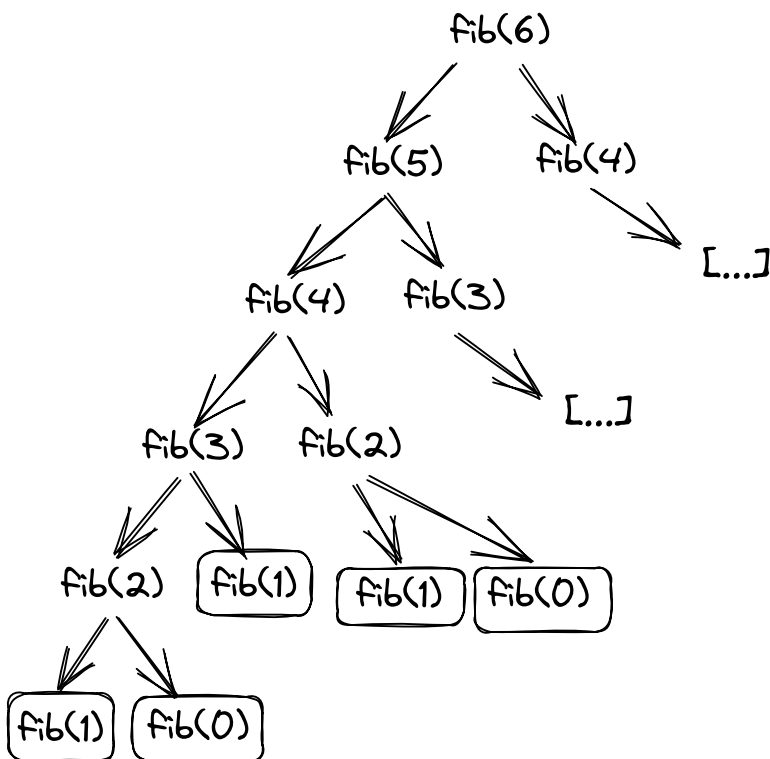 fib(6)
fib(5) fib(4)
[...]
fib(4) fib(3)
[...]
fib(3) fib(2)
fib(2) fib(1) fib(1) fib(0)
fib(1) fib(0)